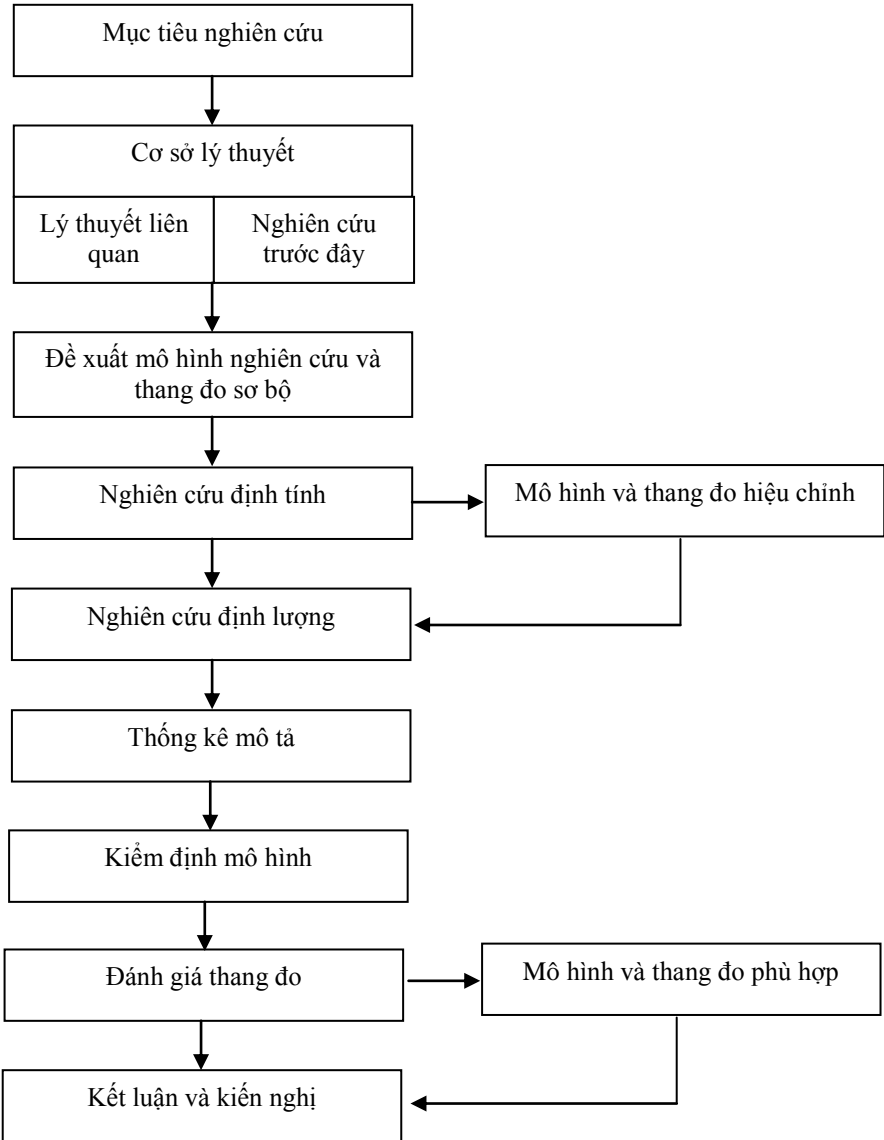 Mục tiêu nghiên cứu
Cơ sở lý thuyết
Lý thuyết liên
quan
Nghiên cứu
trước đây
Đề xuất mô hình nghiên cứu và
thang đo sơ bộ
Nghiên cứu định tính
Mô hình và thang đo hiệu chỉnh
Nghiên cứu định lượng
Thống kê mô tả
Kiểm định mô hình
Đánh giá thang đo
Mô hình và thang đo phù hợp
Kết luận và kiến nghị